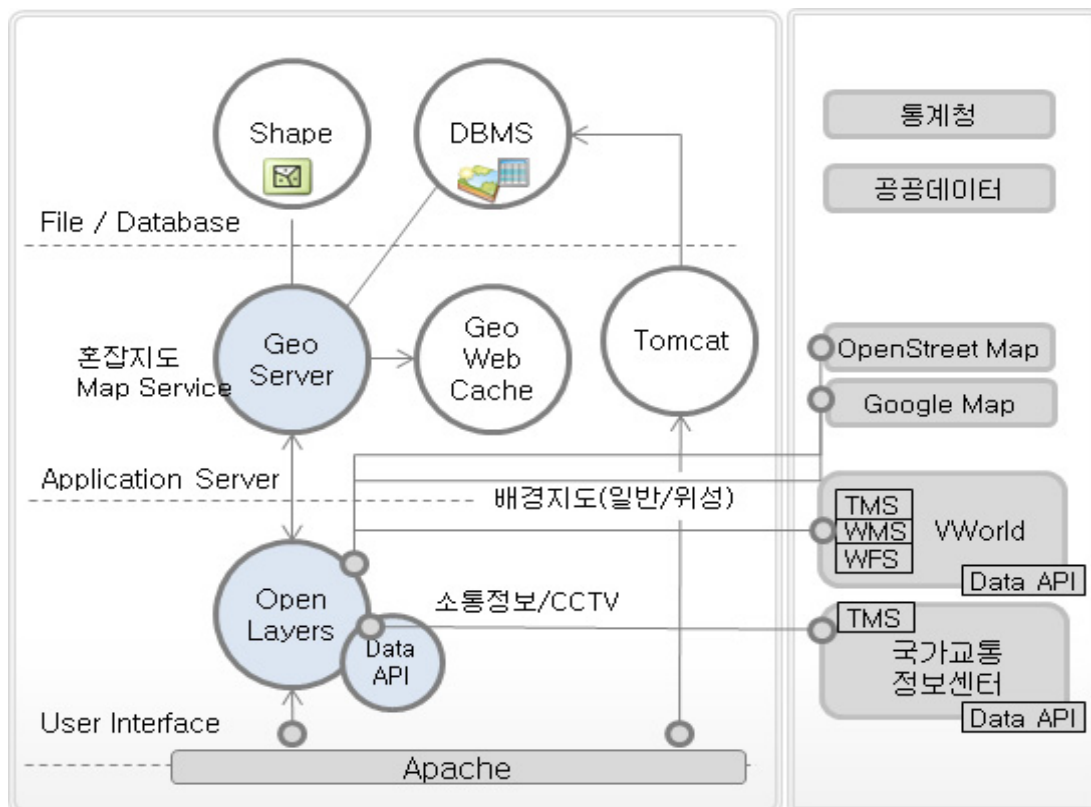 Shape
DBMS
File / Database
Geo
Server
Geo
Web
Cache
Tomcat
혼잡지도
Map Service
Application Server
배경지도(일반/위성)
Open
Layers
소통정보/CCTV
Data
API
User Interface
Apache
통계청
공공데이터
OpenStreet Map
Google Map
TMS
WMS
WFS
VWorld
Data API
TMS
국가교통
정보센터
Data API